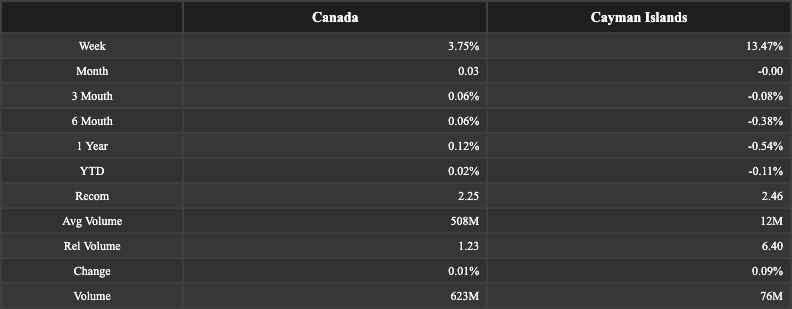 Canada Cayman Islands
Week 3.75% 13.47%
Month 0.03 -0.00
3 Mouth 0.06% -0.08%
6 Mouth 0.06% -0.38%
1 Year 0.12% -0.54%
YTD 0.02% -0.11%
Recom 2.25 2.46
Avg Volume 508M 12M
Rel Volume 1.23 6.40
Change 0.01% 0.09%
Volume 623M 76M